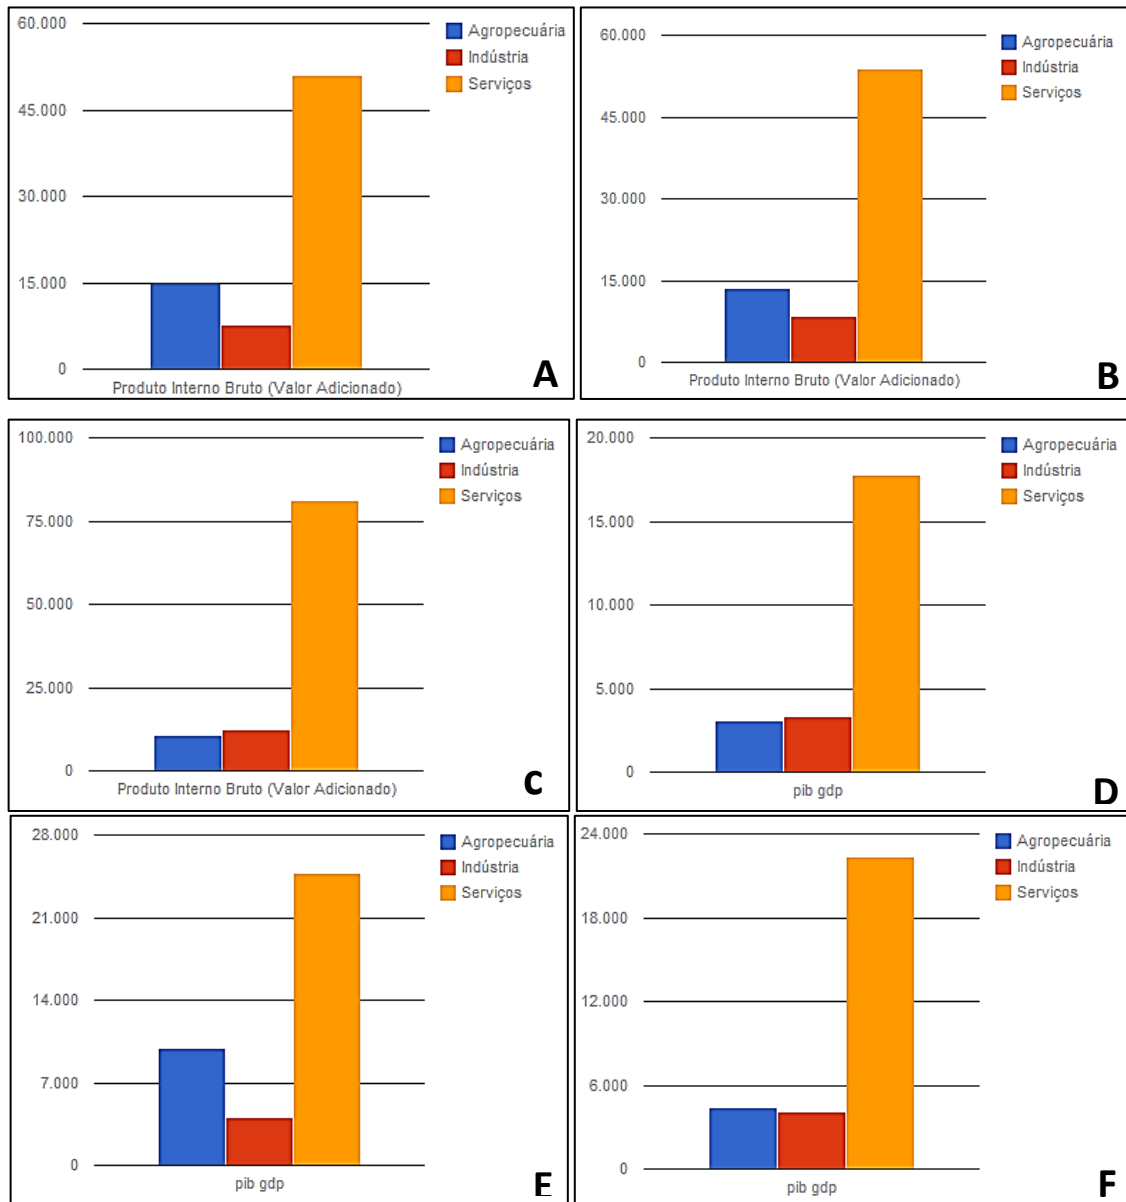 60.000
45.000
30.000
15.000
0
Agropecuária
Indústria
Serviços
Produto Interno Bruto (Valor Adicionado)
A
60.000
45.000
30.000
15.000
0
Agropecuária
Indústria
Serviços
Produto Interno Bruto (Valor Adicionado)
B
100.000
75.000
50.000
25.000
0
Agropecuária
Indústria
Serviços
Produto Interno Bruto (Valor Adicionado)
C
20.000
15.000
10.000
5.000
0
Agropecuária
Indústria
Serviços
pib gdp
D
28.000
21.000
14.000
7.000
0
Agropecuária
Indústria
Serviços
pib gdp
E
24.000
18.000
12.000
6.000
0
Agropecuária
Indústria
Serviços
pib gdp
F